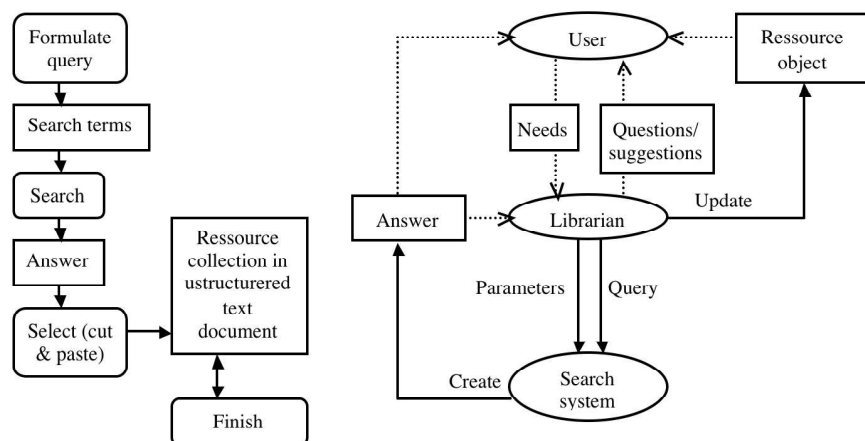 Formulate
query
Search terms
Search
Answer
Select (cut
& paste)
Ressource
collection in
ustructurered
text
document
Finish
User
Ressource
object
Needs
Questions/
suggestions
Answer
Librarian
Update
Parameters
Query
Create
Search
system